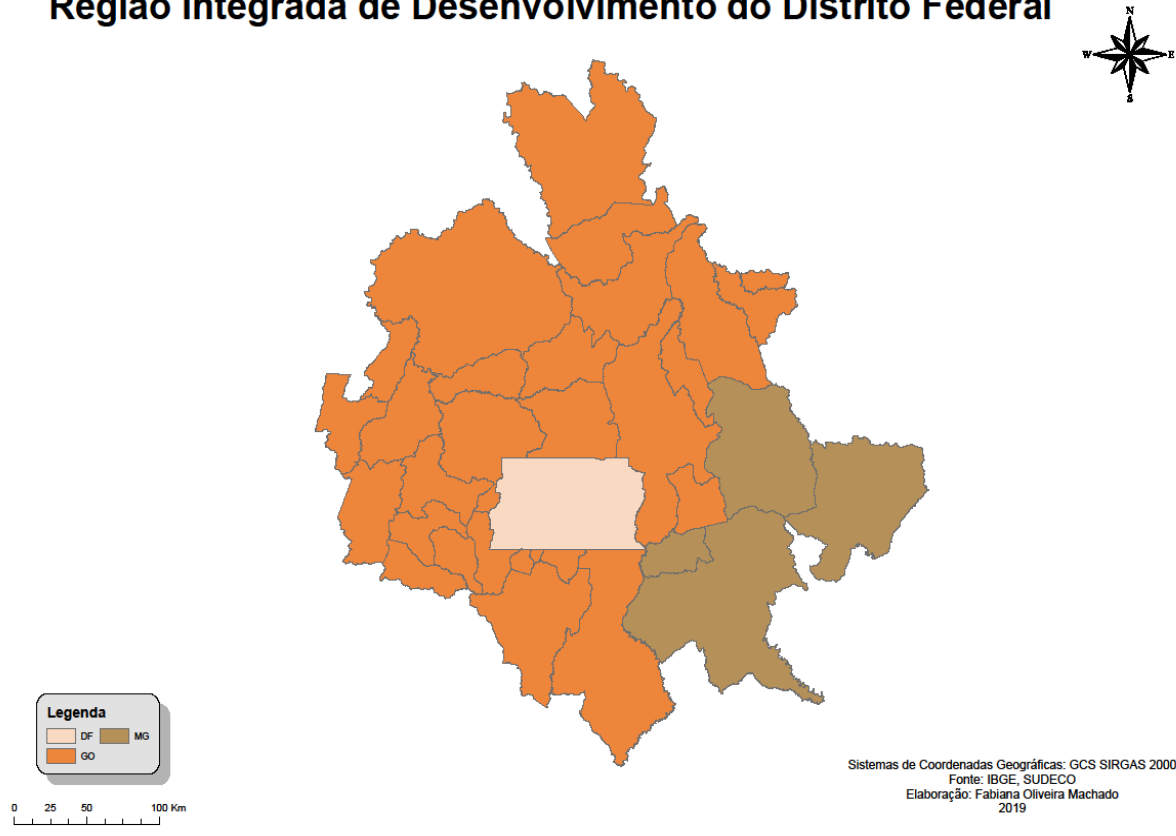 Região Integrada de Desenvolvimento do Distrito Federal
N
W E
S
Legenda
DF MG
GO
0 25 50 100 Km
Sistemas de Coordenadas Geográficas: GCS SIRGAS 2000
Fonte: IBGE, SUDECO
Elaboração: Fabiana Oliveira Machado
2019